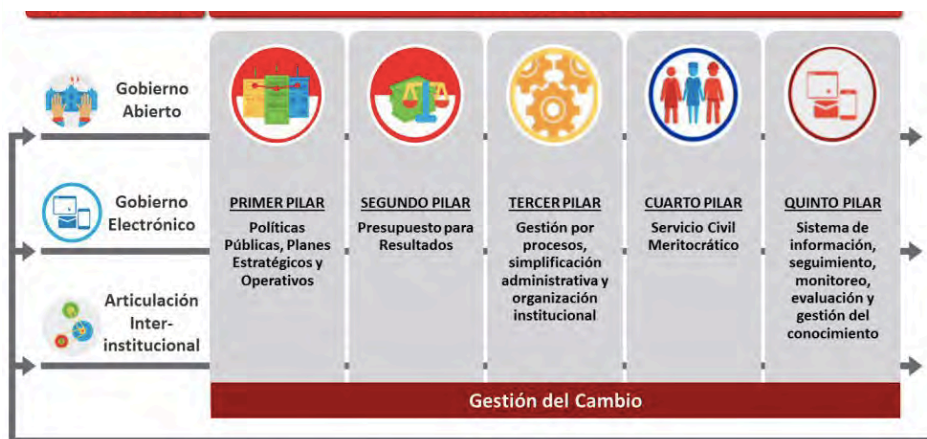 Gobierno
Abierto
Gobierno
Electrónico
Articulación
Inter-
institucional
PRIMER PILAR
Políticas
Públicas, Planes
Estratégicos y
Operativos
SEGUNDO PILAR
Presupuesto para
Resultados
TERCER PILAR
Gestión por
procesos,
simplificación
administrativa y
organización
institucional
CUARTO PILAR
Servicio Civil
Meritocrático
QUINTO PILAR
Sistema de
información,
seguimiento,
monitoreo,
evaluación y
gestión del
conocimiento
Gestión del Cambio